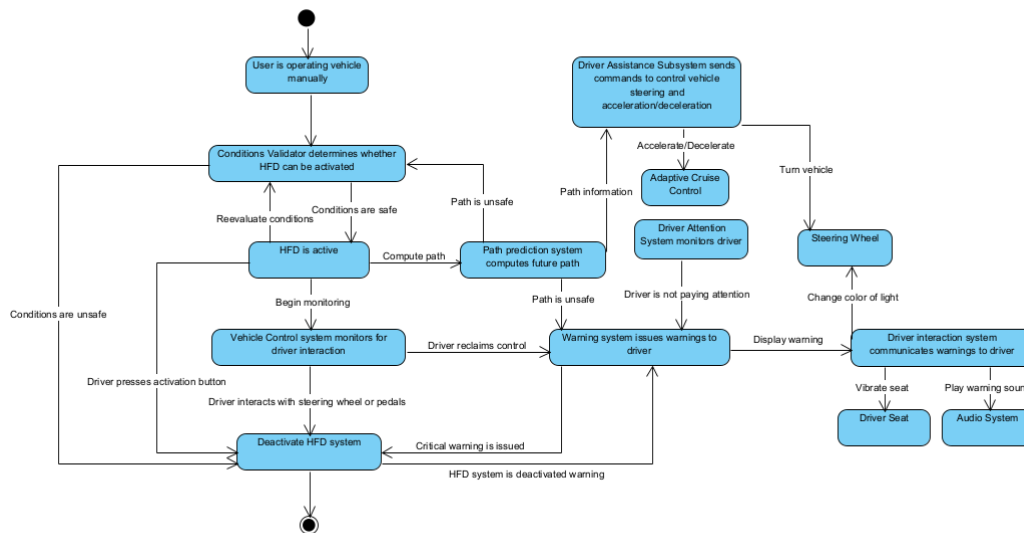 User is operating vehicle
manually
Driver Assistance Subsystem sends
commands to control vehicle
steering and
acceleration/deceleration
Conditions Validator determines whether
HFD can be activated
Accelerate/Decelerate
Turn vehicle
Adaptive Cruise
Control
Path information
Path is unsafe
Conditions are safe
Reevaluate conditions
Driver Attention
System monitors driver
Steering Wheel
HFD is active
Compute path
Path prediction system
computes future path
Driver is not paying attention
Change color of light
Begin monitoring
Path is unsafe
Conditions are unsafe
Vehicle Control system monitors for
driver interaction
Driver reclaims control
Warning system issues warnings to
driver
Display warning
Driver interaction system
communicates warnings to driver
Driver presses activation button
Vibrate seat
Play warning soun
Driver interacts with steering wheel or pedals
Driver Seat
Audio System
Deactivate HFD system
Critical warning is issued
HFD system is deactivated warning